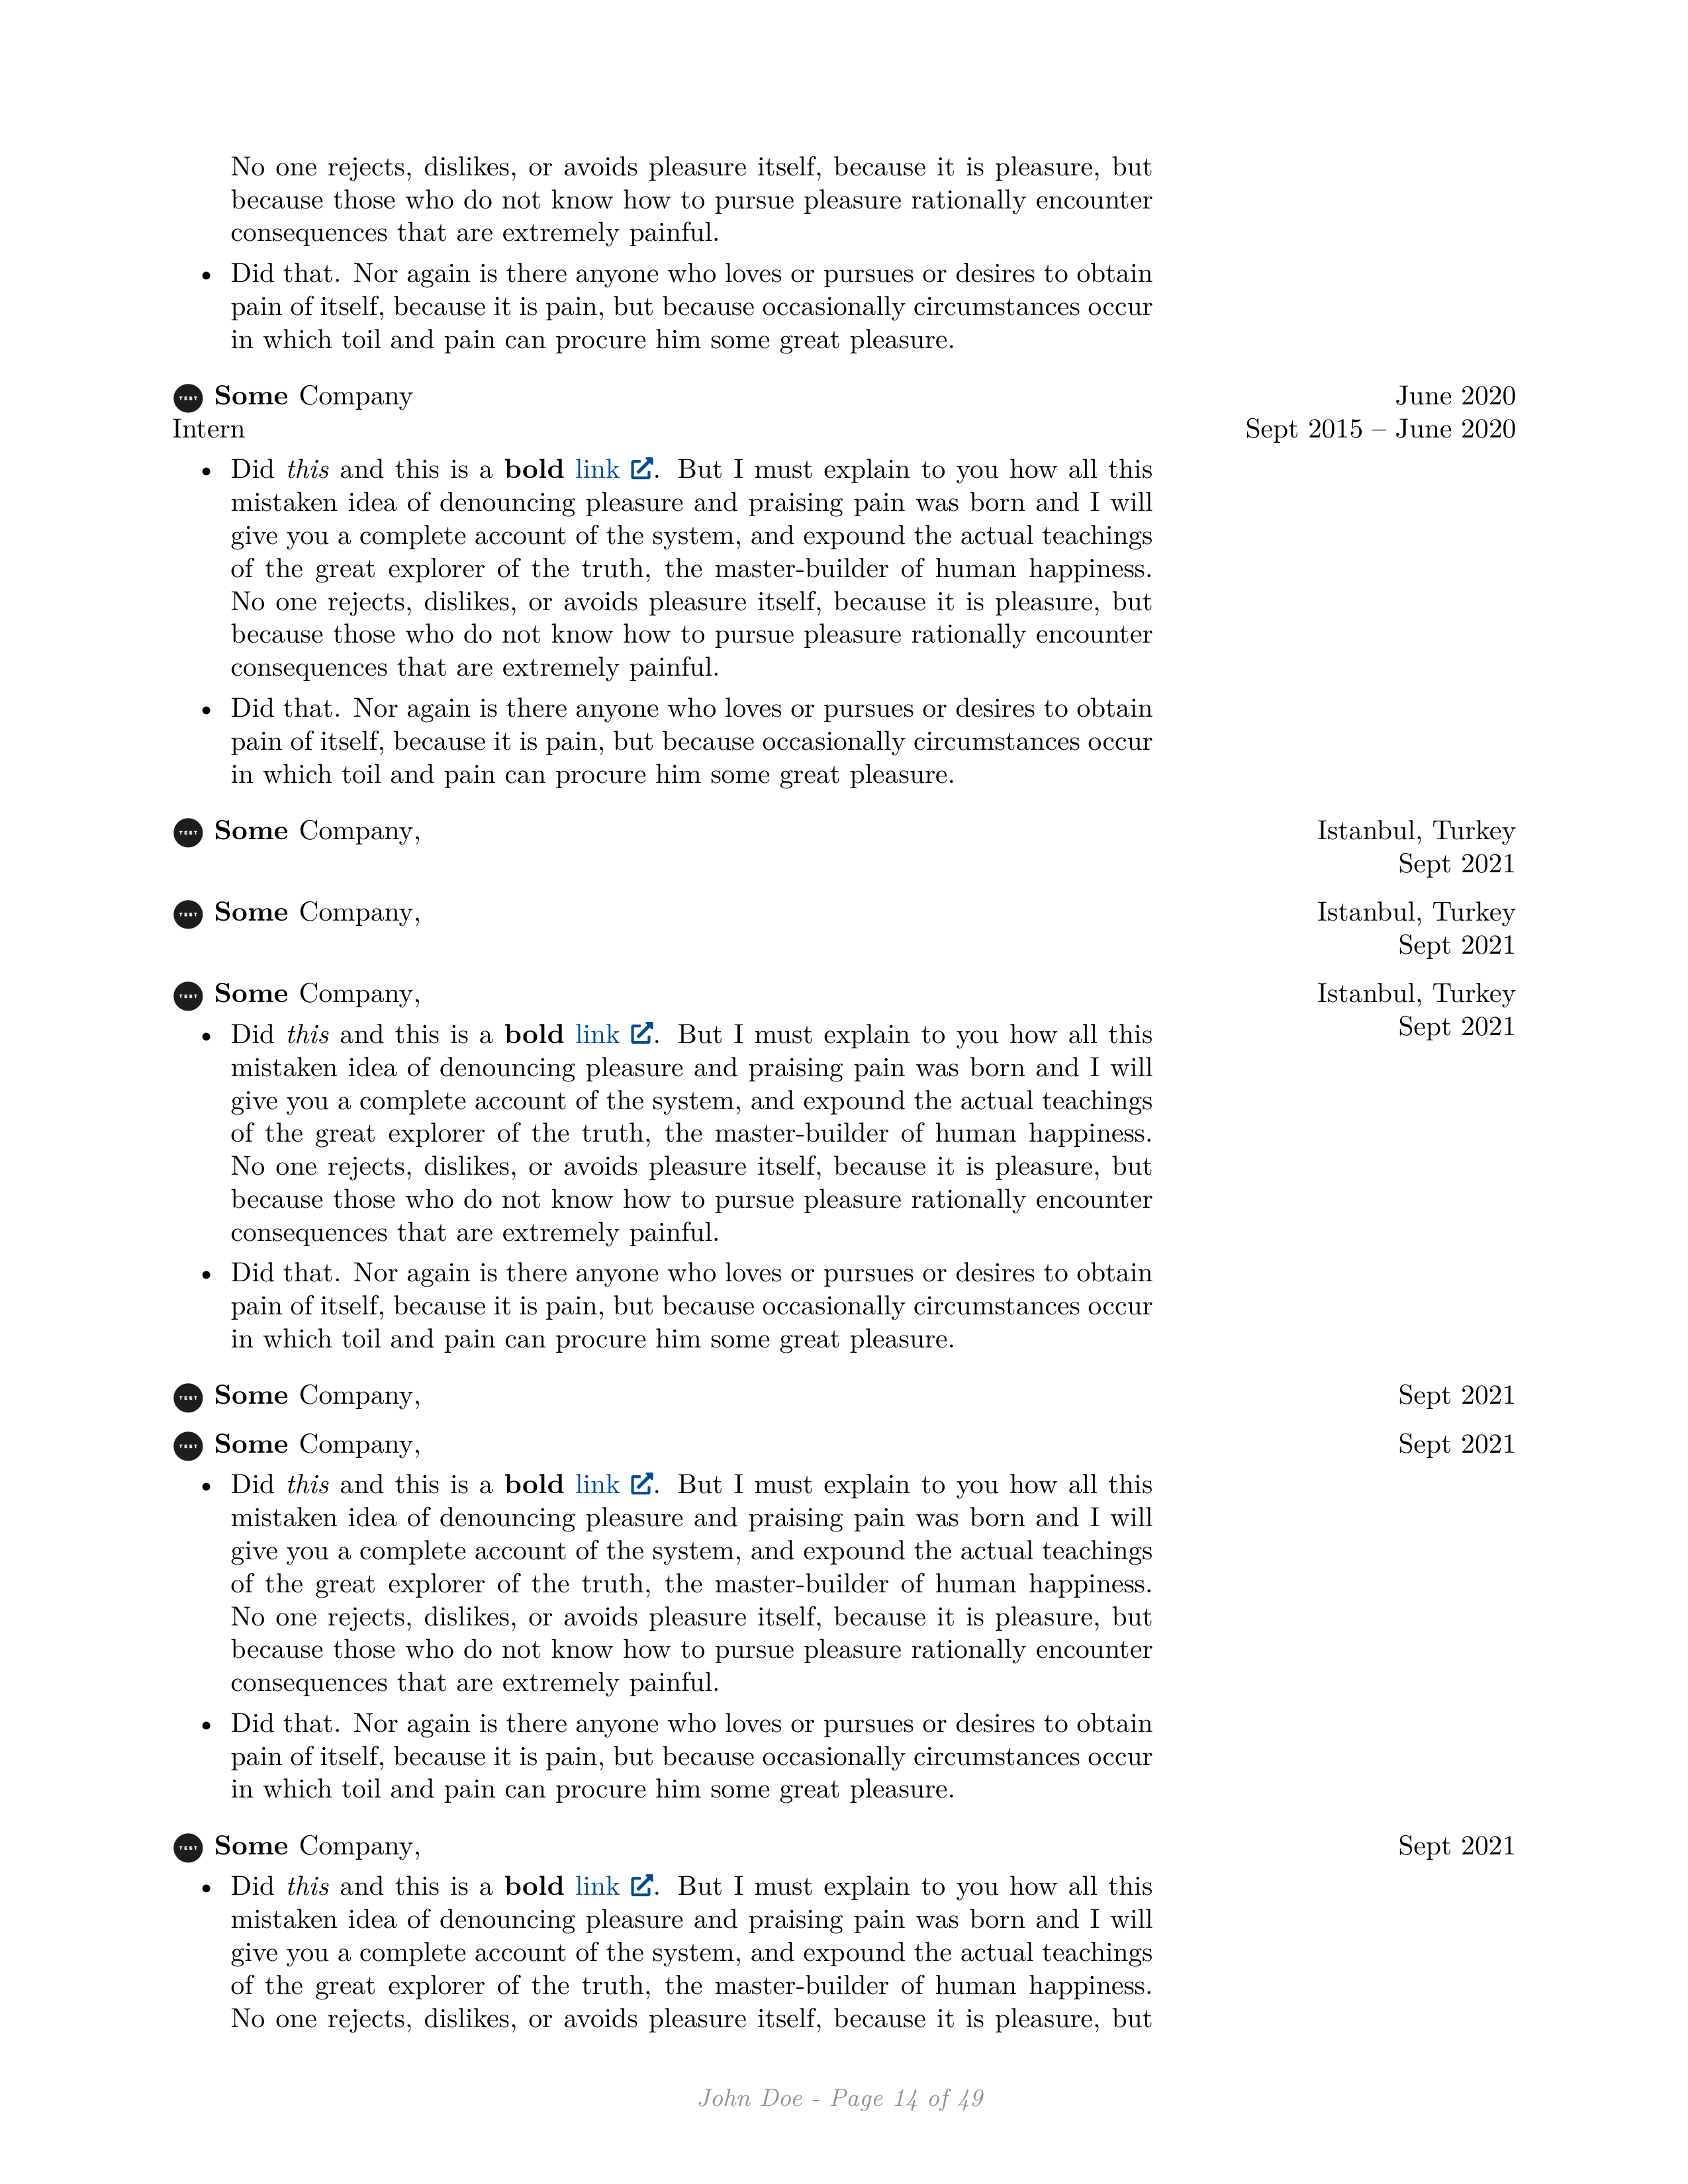 No one rejects, dislikes, or avoids pleasure itself, because it is pleasure, but
because those who do not know how to pursue pleasure rationally encounter
consequences that are extremely painful.
• Did that. Nor again is there anyone who loves or pursues or desires to obtain
pain of itself, because it is pain, but because occasionally circumstances occur
in which toil and pain can procure him some great pleasure.
TEST Some Company June 2020
Intern Sept 2015 – June 2020
• Did this and this is a bold link. But I must explain to you how all this
mistaken idea of denouncing pleasure and praising pain was born and I will
give you a complete account of the system, and expound the actual teachings
of the great explorer of the truth, the master-builder of human happiness.
No one rejects, dislikes, or avoids pleasure itself, because it is pleasure, but
because those who do not know how to pursue pleasure rationally encounter
consequences that are extremely painful.
• Did that. Nor again is there anyone who loves or pursues or desires to obtain
pain of itself, because it is pain, but because occasionally circumstances occur
in which toil and pain can procure him some great pleasure.
TEST Some Company, Istanbul, Turkey
Sept 2021
TEST Some Company, Istanbul, Turkey
Sept 2021
TEST Some Company, Istanbul, Turkey
Sept 2021
• Did this and this is a bold link. But I must explain to you how all this
mistaken idea of denouncing pleasure and praising pain was born and I will
give you a complete account of the system, and expound the actual teachings
of the great explorer of the truth, the master-builder of human happiness.
No one rejects, dislikes, or avoids pleasure itself, because it is pleasure, but
because those who do not know how to pursue pleasure rationally encounter
consequences that are extremely painful.
• Did that. Nor again is there anyone who loves or pursues or desires to obtain
pain of itself, because it is pain, but because occasionally circumstances occur
in which toil and pain can procure him some great pleasure.
TEST Some Company, Sept 2021
TEST Some Company, Sept 2021
• Did this and this is a bold link. But I must explain to you how all this
mistaken idea of denouncing pleasure and praising pain was born and I will
give you a complete account of the system, and expound the actual teachings
of the great explorer of the truth, the master-builder of human happiness.
No one rejects, dislikes, or avoids pleasure itself, because it is pleasure, but
because those who do not know how to pursue pleasure rationally encounter
consequences that are extremely painful.
• Did that. Nor again is there anyone who loves or pursues or desires to obtain
pain of itself, because it is pain, but because occasionally circumstances occur
in which toil and pain can procure him some great pleasure.
TEST Some Company, Sept 2021
• Did this and this is a bold link. But I must explain to you how all this
mistaken idea of denouncing pleasure and praising pain was born and I will
give you a complete account of the system, and expound the actual teachings
of the great explorer of the truth, the master-builder of human happiness.
No one rejects, dislikes, or avoids pleasure itself, because it is pleasure, but
John Doe - Page 14 of 49